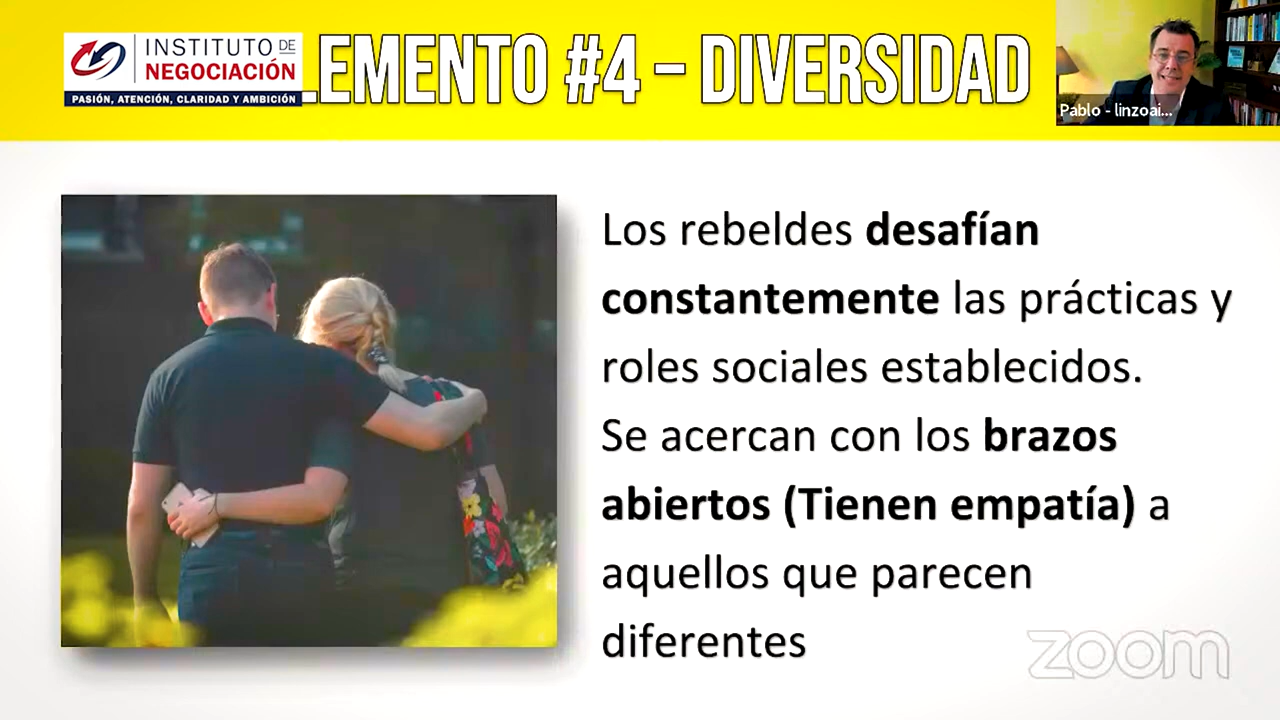 INSTITUTO DE
NEGOCIACIÓN
PASIÓN, ATENCIÓN, CLARIDAD Y AMBICIÓN
LEMENTO #4 – DIVERSIDAD
Pablo - linzoai...
Los rebeldes desafían
constantemente las prácticas y
roles sociales establecidos.
Se acercan con los brazos
abiertos (Tienen empatía) a
aquellos que parecen
diferentes
zoom